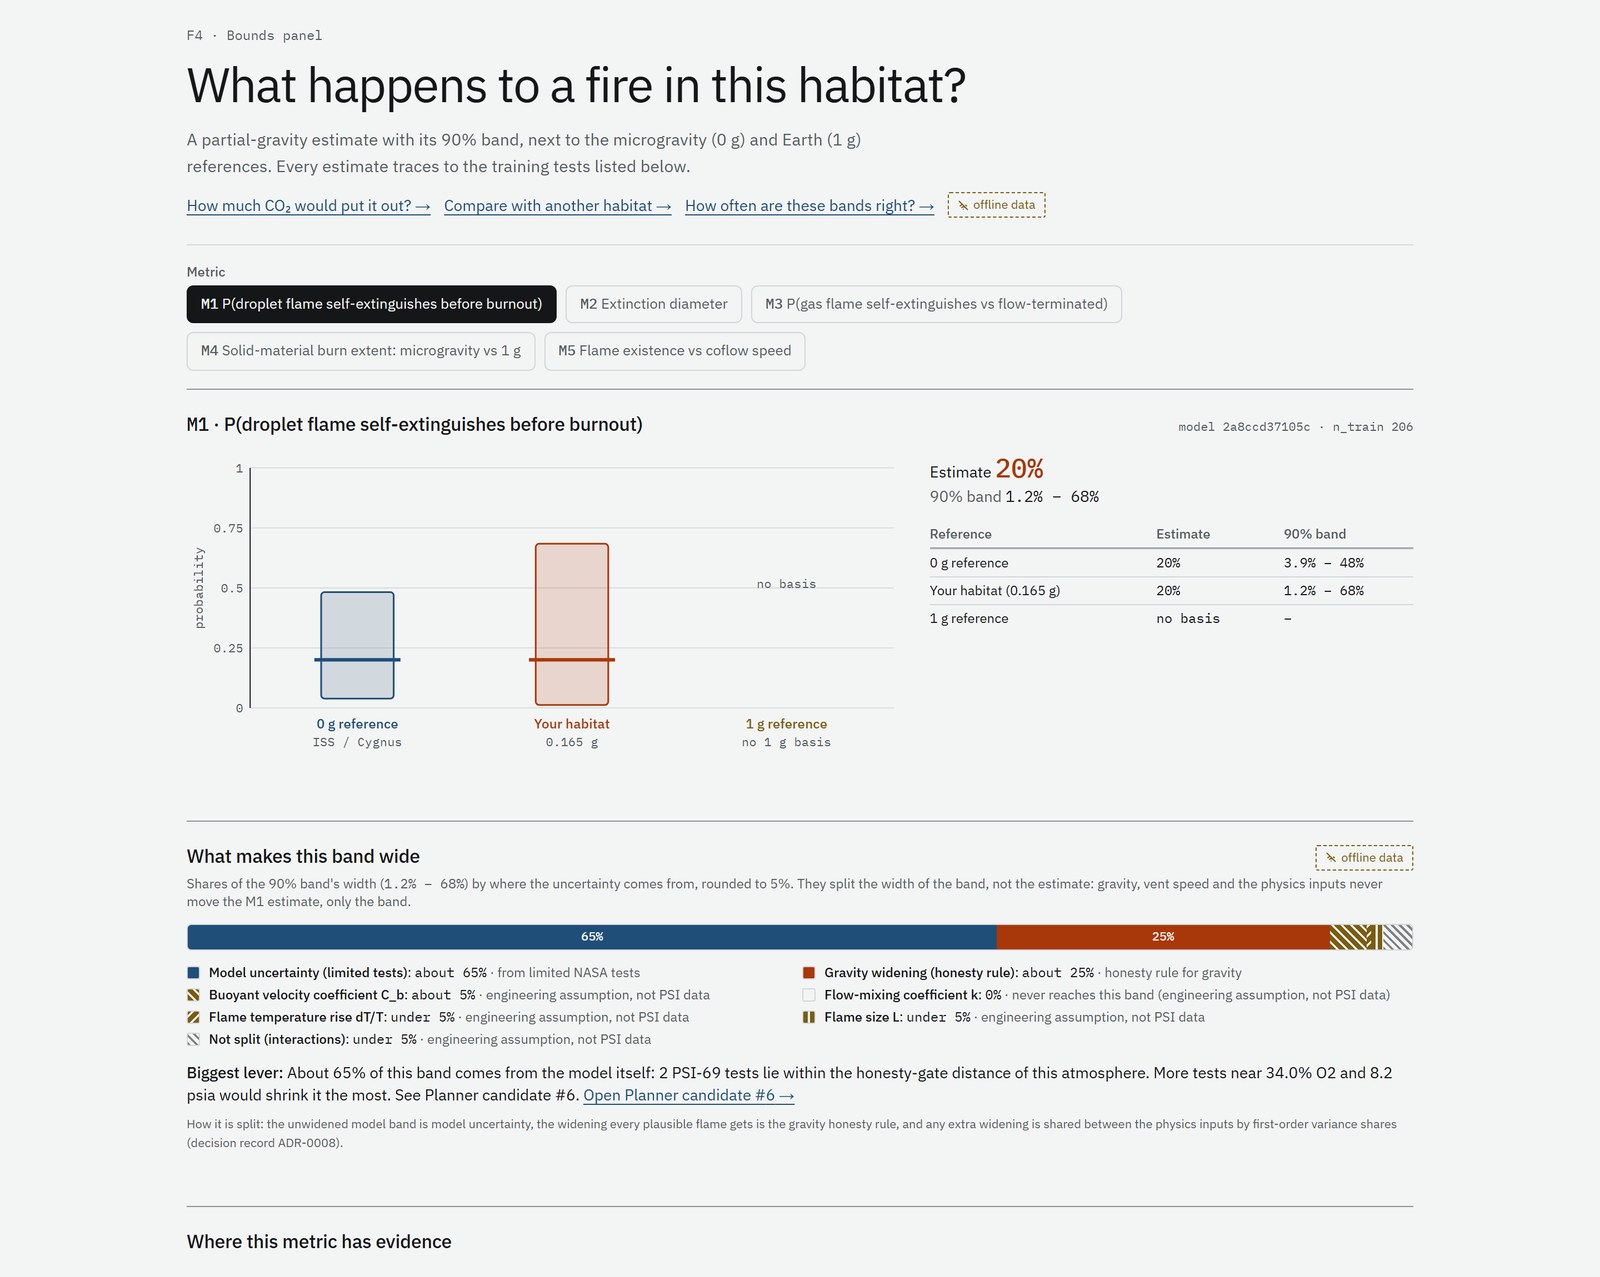 F4 · Bounds panel
What happens to a fire in this habitat?
A partial-gravity estimate with its 90% band, next to the microgravity (0 g) and Earth (1 g)
references. Every estimate traces to the training tests listed below.
How much CO₂ would put it out? → Compare with another habitat → How often are these bands right? → offline data
Metric
M1 P(droplet flame self-extinguishes before burnout) M2 Extinction diameter M3 P(gas flame self-extinguishes vs flow-terminated)
M4 Solid-material burn extent: microgravity vs 1 g M5 Flame existence vs coflow speed
M1 · P(droplet flame self-extinguishes before burnout)
model 2a8ccd37105c · n_train 206
probability
1
0.75
0.5
0.25
0
no basis
0 g reference
ISS / Cygnus
Your habitat
0.165 g
1 g reference
no 1 g basis
Estimate 20%
90% band 1.2% – 68%
Reference Estimate 90% band
0 g reference 20% 3.9% – 48%
Your habitat (0.165 g) 20% 1.2% – 68%
1 g reference no basis –
What makes this band wide
offline data
Shares of the 90% band's width (1.2% – 68%) by where the uncertainty comes from, rounded to 5%. They split the width of the band, not the estimate: gravity, vent speed and the physics inputs never
move the M1 estimate, only the band.
65% 25%
Model uncertainty (limited tests): about 65% · from limited NASA tests
Gravity widening (honesty rule): about 25% · honesty rule for gravity
Buoyant velocity coefficient C_b: about 5% · engineering assumption, not PSI data
Flow-mixing coefficient k: 0% · never reaches this band (engineering assumption, not PSI data)
Flame temperature rise dT/T: under 5% · engineering assumption, not PSI data
Flame size L: under 5% · engineering assumption, not PSI data
Not split (interactions): under 5% · engineering assumption, not PSI data
Biggest lever: About 65% of this band comes from the model itself: 2 PSI-69 tests lie within the honesty-gate distance of this atmosphere. More tests near 34.0% O2 and 8.2
psia would shrink it the most. See Planner candidate #6. Open Planner candidate #6 →
How it is split: the unwidened model band is model uncertainty, the widening every plausible flame gets is the gravity honesty rule, and any extra widening is shared between the physics inputs by first-order variance shares
(decision record ADR-0008).
Where this metric has evidence